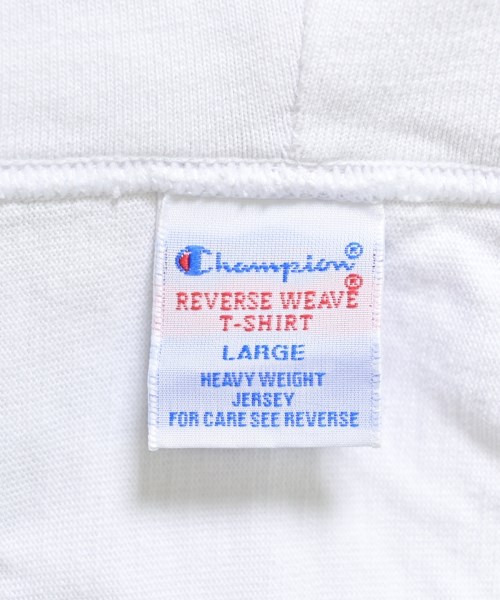 Champion®
REVERSE WEAVE®
T-SHIRT
LARGE
HEAVY WEIGHT
JERSEY
FOR CARE SEE REVERSE